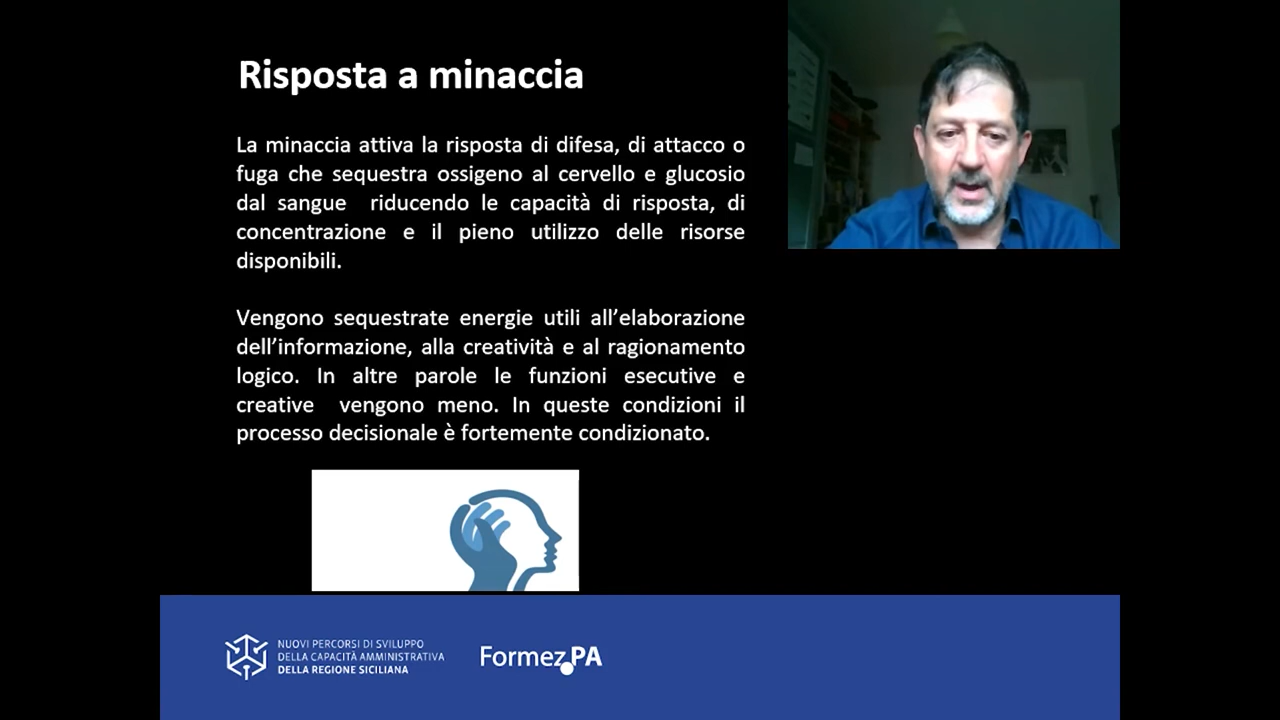 Risposta a minaccia
La minaccia attiva la risposta di difesa, di attacco o
fuga che sequestra ossigeno al cervello e glucosio
dal sangue  riducendo le capacità di risposta, di
concentrazione e il pieno utilizzo delle risorse
disponibili.
Vengono sequestrate energie utili all’elaborazione
dell’informazione, alla creatività e al ragionamento
logico. In altre parole le funzioni esecutive e
creative  vengono meno. In queste condizioni il
processo decisionale è fortemente condizionato.
NUOVI PERCORSI DI SVILUPPO
DELLA CAPACITÀ AMMINISTRATIVA
DELLA REGIONE SICILIANA
Formez.PA